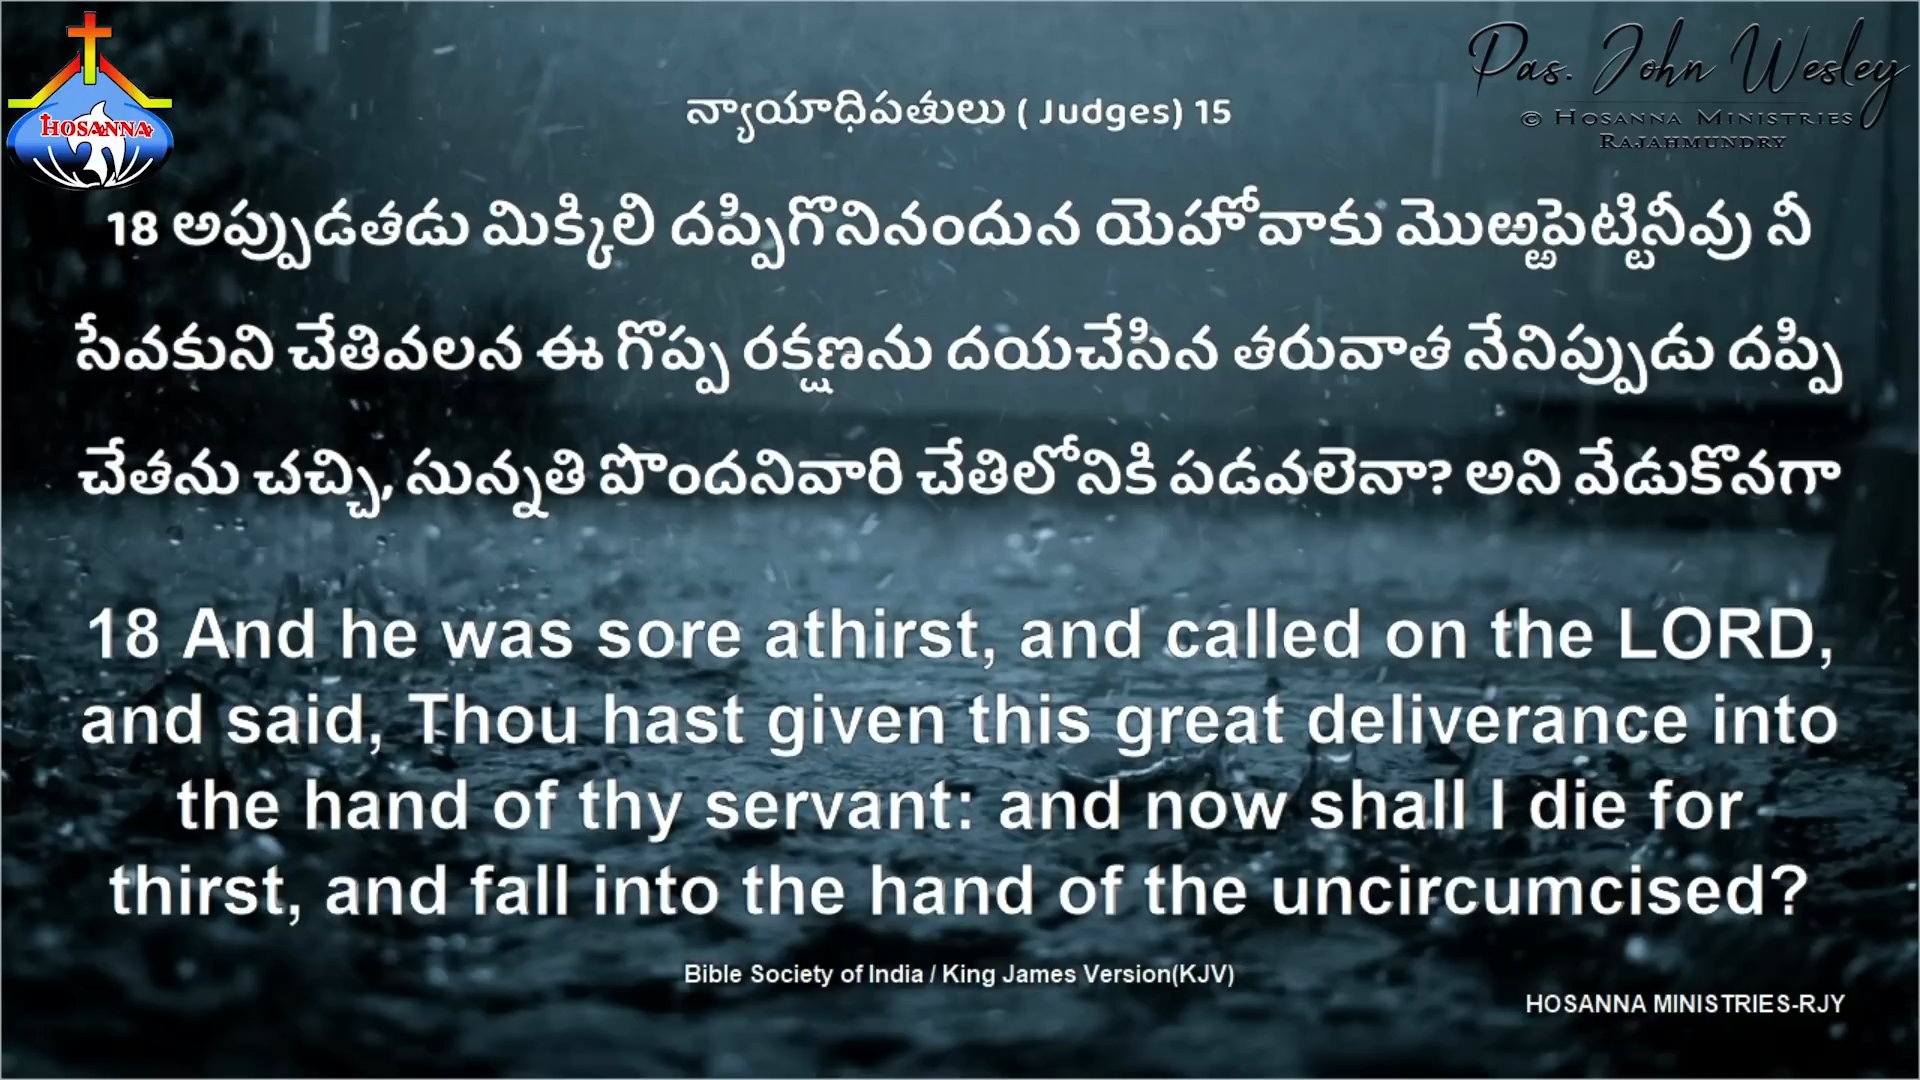 HOSANNA
Pas. John Wesley
© HOSANNA MINISTRIES
RAJAHMUNDRY
న్యాయాధిపతులు ( Judges) 15
18 అప్పుడతడు మిక్కిలి దప్పిగొనినందున యెహోవాకు మొఱ్ఱపెట్టినీవు నీ
సేవకుని చేతివలన ఈ గొప్ప రక్షణను దయచేసిన తరువాత నేనిప్పుడు దప్పి
చేతను చచ్చి, సున్నతి పొందనివారి చేతిలోనికి పడవలెనా? అని వేడుకొనగా
18 And he was sore athirst, and called on the LORD,
and said, Thou hast given this great deliverance into
the hand of thy servant: and now shall I die for
thirst, and fall into the hand of the uncircumcised?
Bible Society of India / King James Version(KJV)
HOSANNA MINISTRIES-RJY